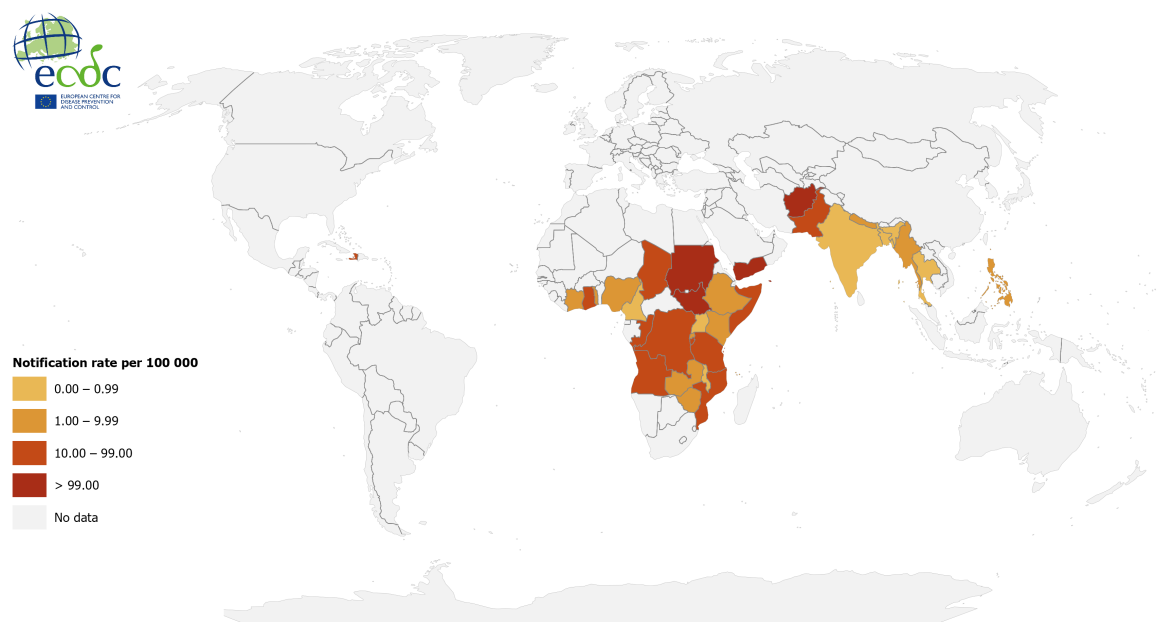 ecdc
EUROPEAN CENTRE FOR
DISEASE PREVENTION
AND CONTROL
Notification rate per 100 000
0.00 – 0.99
1.00 – 9.99
10.00 – 99.00
> 99.00
No data